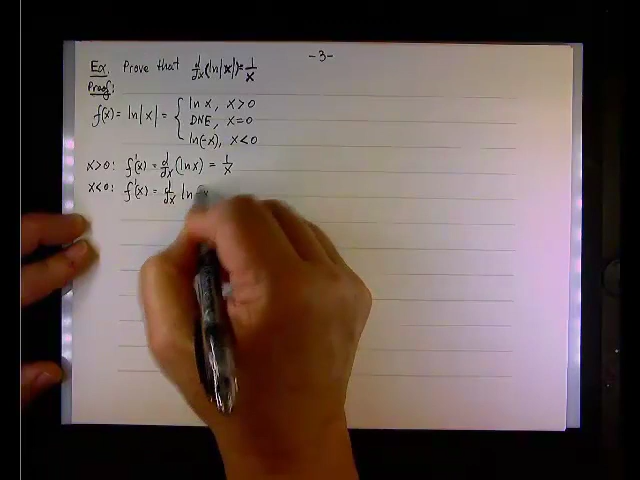 -3-
Ex. Prove that d/dx(ln|x|)=1/x
Proof:
f(x) = ln|x| = { ln x, x>0
DNE, x=0
ln(-x), x<0
x>0: f'(x) = d/dx (ln x) = 1/x
x<0: f'(x) = d/dx ln